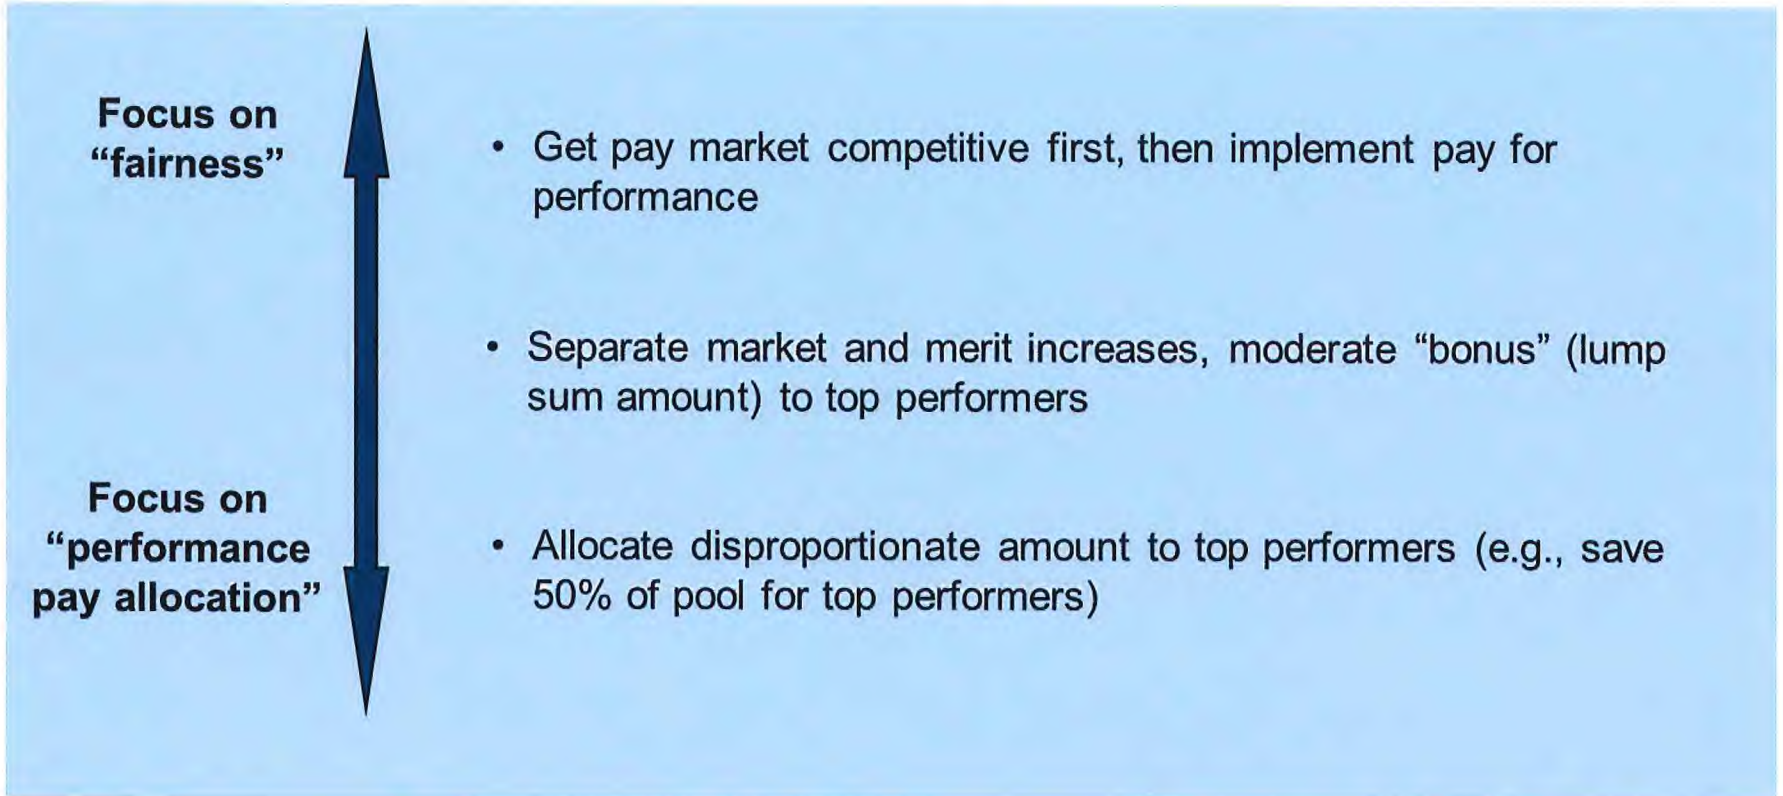 Focus on
“fairness”
• Get pay market competitive first, then implement pay for
performance
• Separate market and merit increases, moderate “bonus” (lump
sum amount) to top performers
Focus on
“performance
pay allocation”
• Allocate disproportionate amount to top performers (e.g., save
50% of pool for top performers)